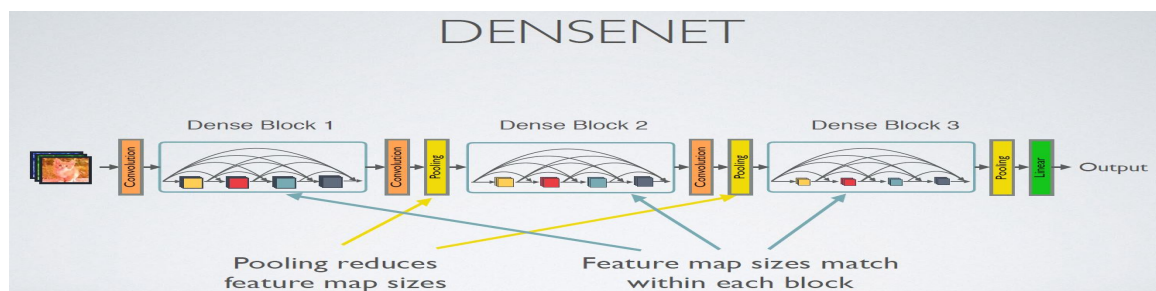 DENSENET
Dense Block 1
Dense Block 2
Dense Block 3
Convolution
Convolution
Pooling
Convolution
Pooling
Pooling
Linear
Output
Pooling reduces
feature map sizes
Feature map sizes match
within each block